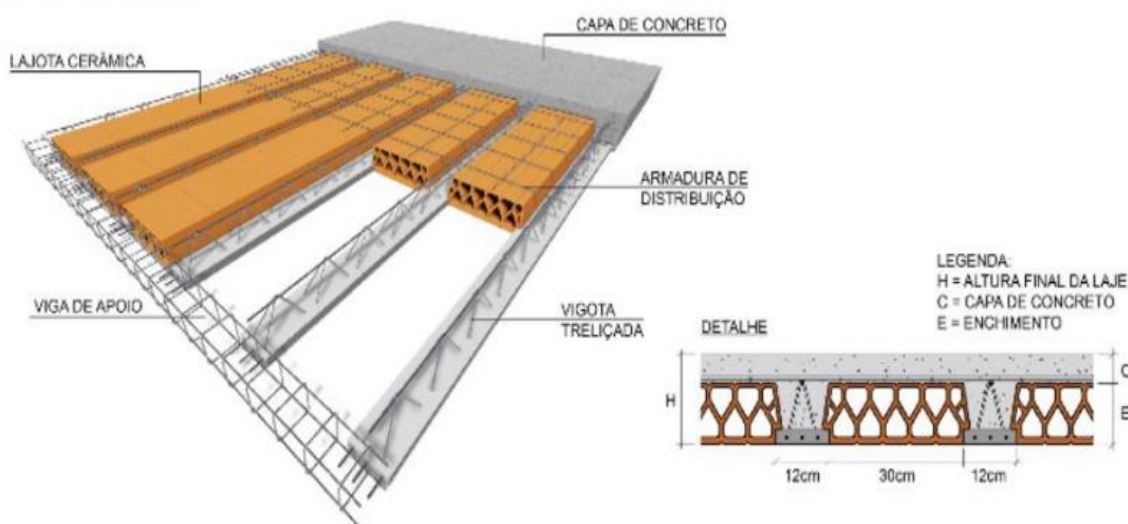 CAPA DE CONCRETO
LAJOTA CERÂMICA
ARMADURA DE
DISTRIBUIÇÃO
VIGA DE APOIO
VIGOTA
TRELIÇADA
LEGENDA:
H = ALTURA FINAL DA LAJE
C = CAPA DE CONCRETO
E = ENCHIMENTO
DETALHE
H
C
E
12cm 30cm 12cm